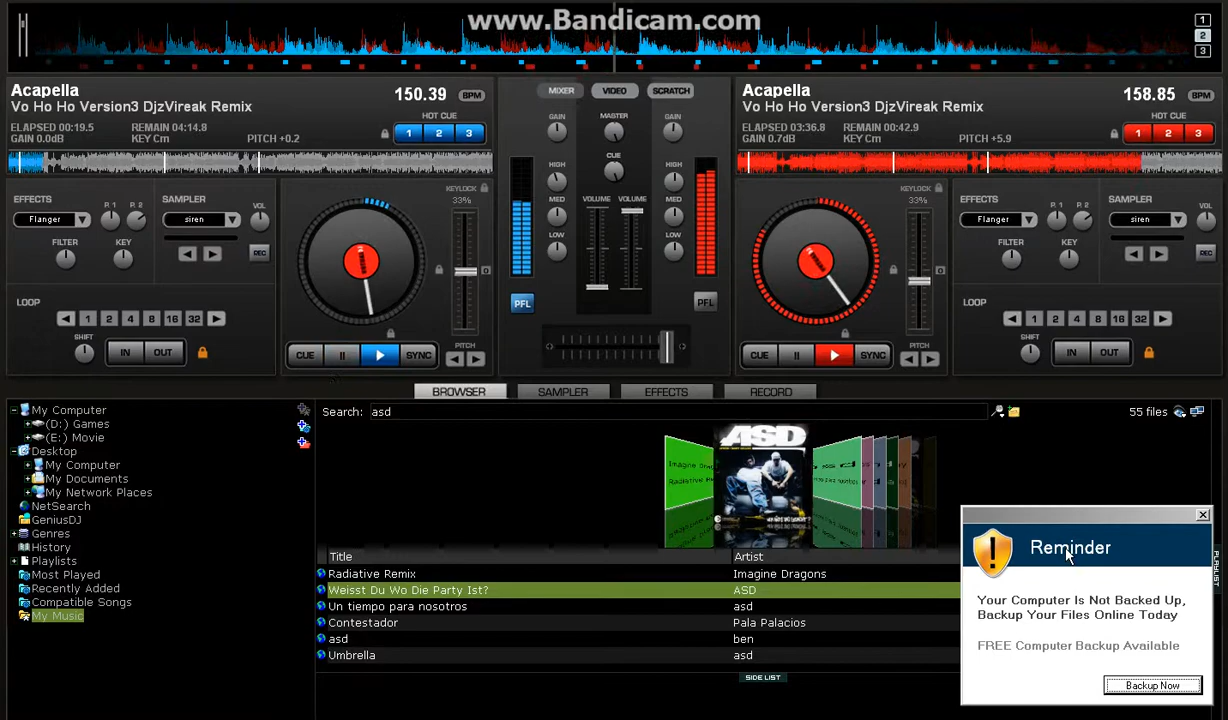 www.Bandicam.com
1
2
3
Acapella
Vo Ho Ho Version3 DjzVireak Remix
150.39 BPM
ELAPSED 00:19.5 REMAIN 04:14.8
GAIN 0.0dB KEY Cm PITCH +0.2
HOT CUE
1 2 3
MIXER VIDEO SCRATCH
Acapella
Vo Ho Ho Version3 DjzVireak Remix
158.85 BPM
ELAPSED 03:36.8 REMAIN 00:42.9
GAIN 0.7dB KEY Cm PITCH +5.9
HOT CUE
1 2 3
EFFECTS P. 1 P. 2
Flanger
FILTER KEY
SAMPLER VOL
siren
REC
KEYLOCK
33%
LOOP
1 2 4 8 16 32
SHIFT
IN OUT
CUE SYNC
PITCH
GAIN MASTER GAIN
CUE
HIGH HIGH
MED VOLUME VOLUME MED
LOW LOW
PFL PFL
KEYLOCK
33%
EFFECTS P. 1 P. 2
Flanger
FILTER KEY
SAMPLER VOL
siren
REC
CUE SYNC
PITCH
LOOP
1 2 4 8 16 32
SHIFT
IN OUT
BROWSER SAMPLER EFFECTS RECORD
My Computer
(D:) Games
(E:) Movie
Desktop
My Computer
My Documents
My Network Places
NetSearch
GeniusDJ
Genres
History
Playlists
Most Played
Recently Added
Compatible Songs
My Music
Search: asd
55 files
ASD
Title Artist
Radiative Remix Imagine Dragons
Weisst Du Wo Die Party Ist? ASD
Un tiempo para nosotros asd
Contestador Pala Palacios
asd ben
Umbrella asd
SIDE LIST
PLAYLIST
Reminder
Your Computer Is Not Backed Up,
Backup Your Files Online Today
FREE Computer Backup Available
Backup Now